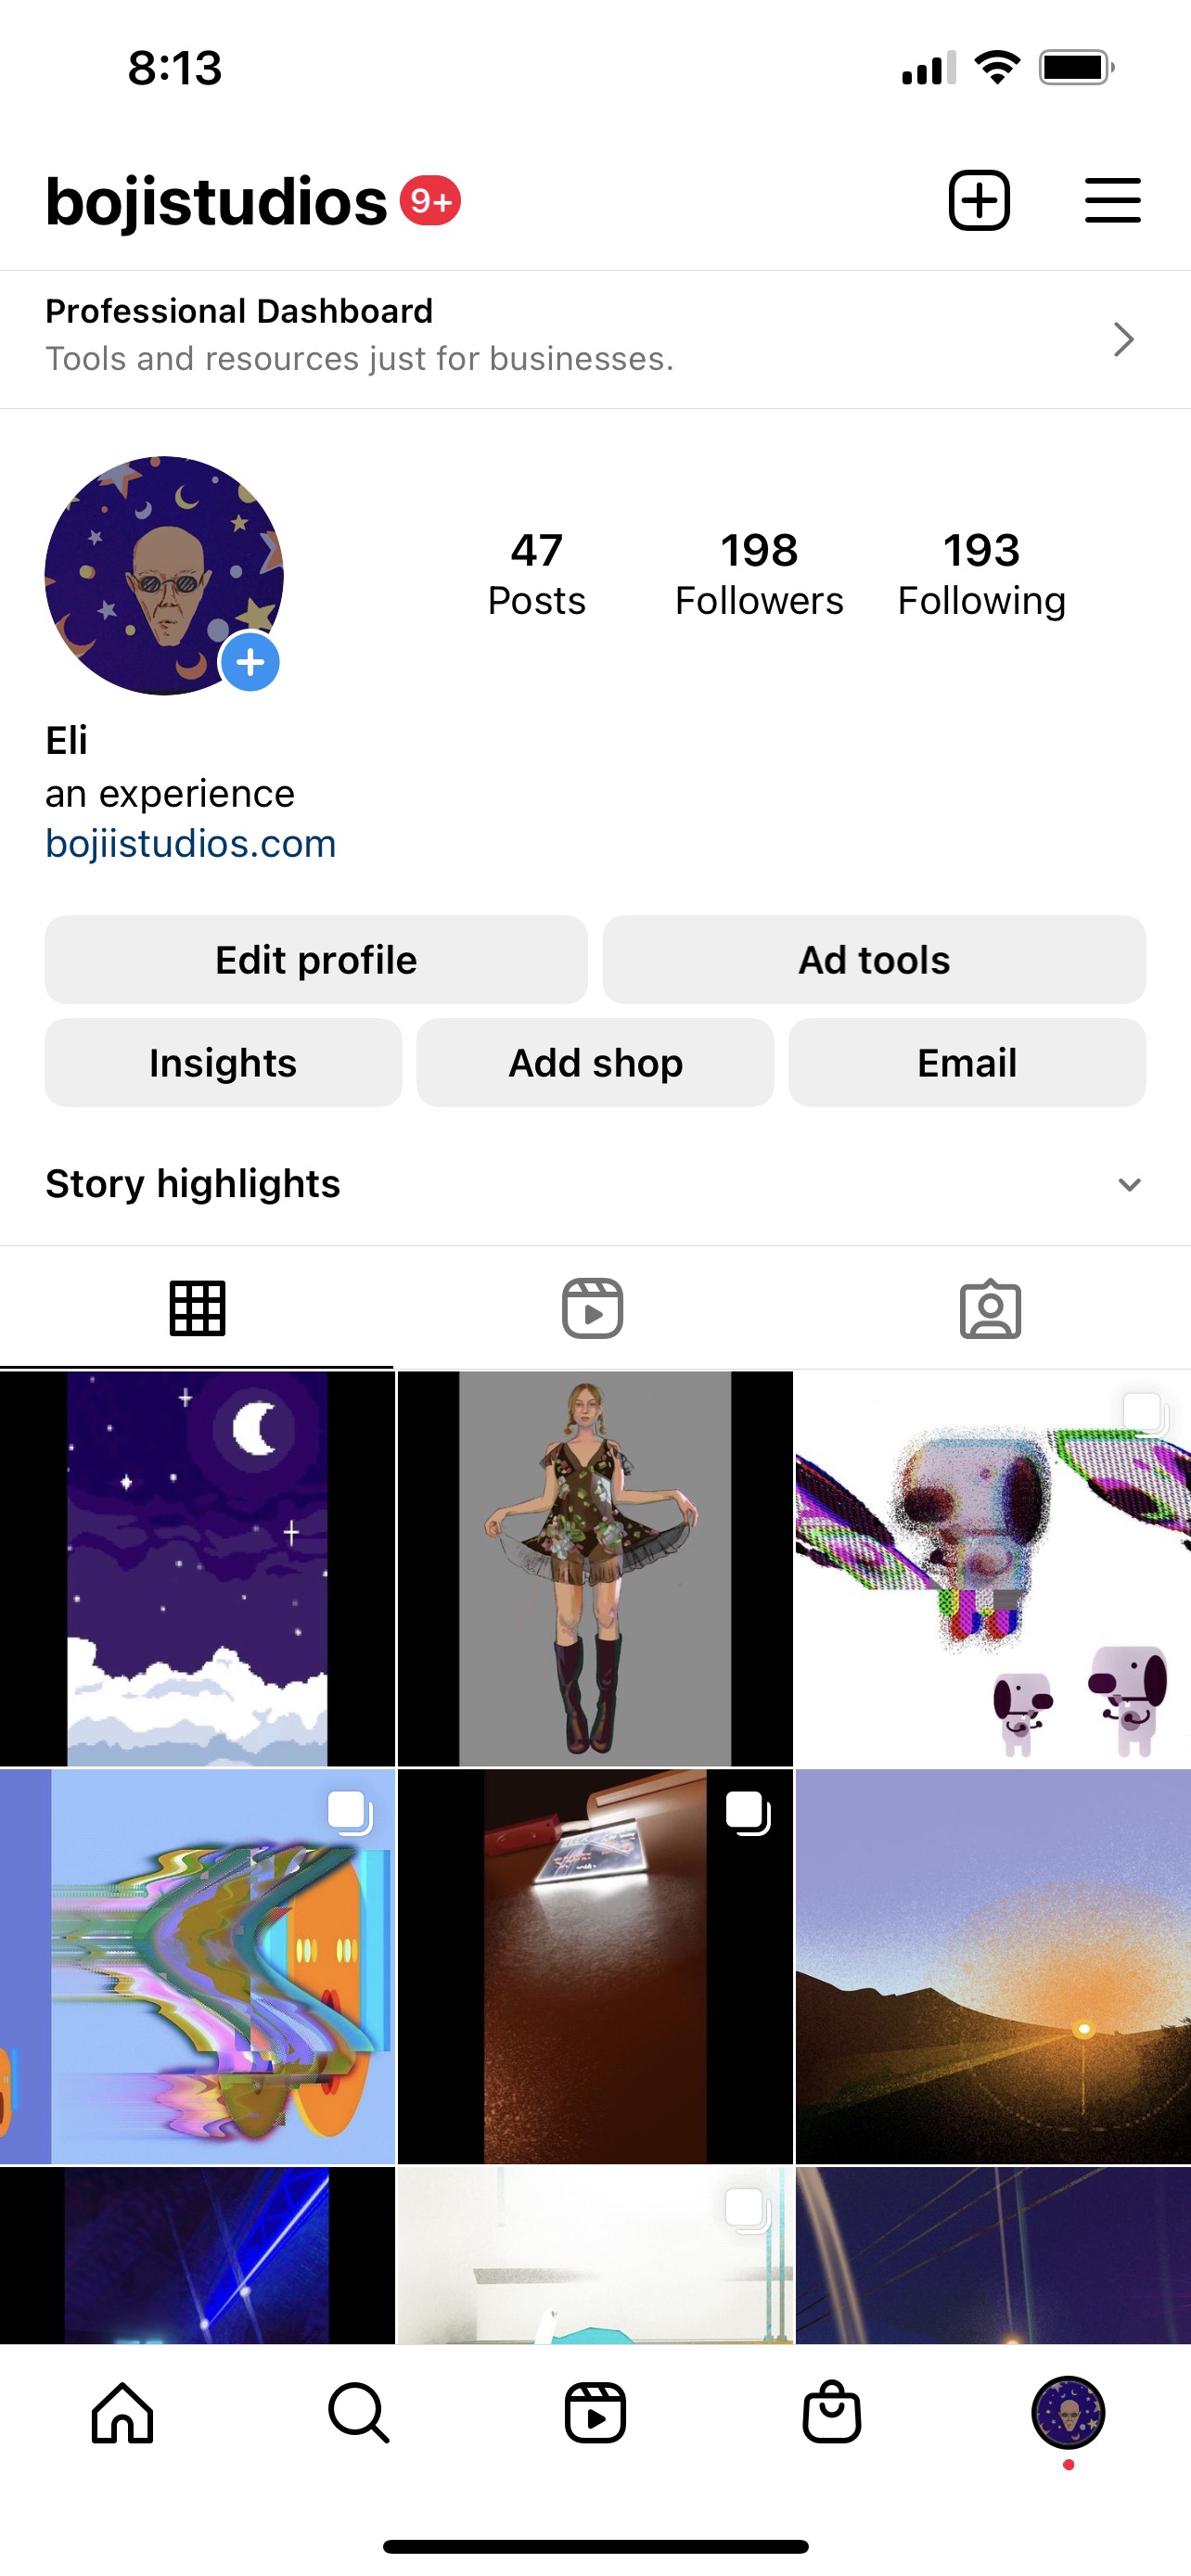 8:13
bojistudios 9+
Professional Dashboard
Tools and resources just for businesses.
47 198 193
Posts Followers Following
Eli
an experience
bojiistudios.com
Edit profile Ad tools
Insights Add shop Email
Story highlights